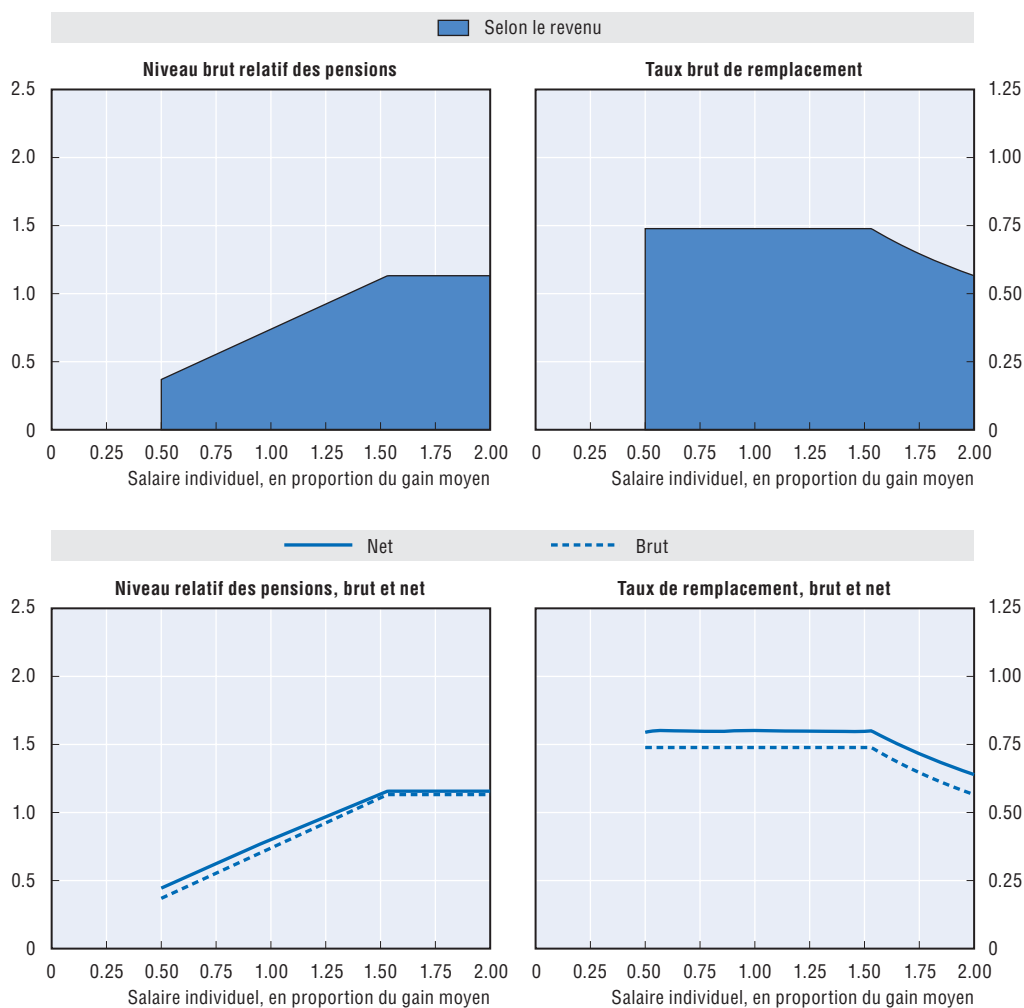 Selon le revenu
Niveau brut relatif des pensions
2.5
2.0
1.5
1.0
0.5
0
0 0.25 0.50 0.75 1.00 1.25 1.50 1.75 2.00
Salaire individuel, en proportion du gain moyen
Taux brut de remplacement
1.25
1.00
0.75
0.50
0.25
0
0 0.25 0.50 0.75 1.00 1.25 1.50 1.75 2.00
Salaire individuel, en proportion du gain moyen
Net Brut
Niveau relatif des pensions, brut et net
2.5
2.0
1.5
1.0
0.5
0
0 0.25 0.50 0.75 1.00 1.25 1.50 1.75 2.00
Salaire individuel, en proportion du gain moyen
Taux de remplacement, brut et net
1.25
1.00
0.75
0.50
0.25
0
0 0.25 0.50 0.75 1.00 1.25 1.50 1.75 2.00
Salaire individuel, en proportion du gain moyen